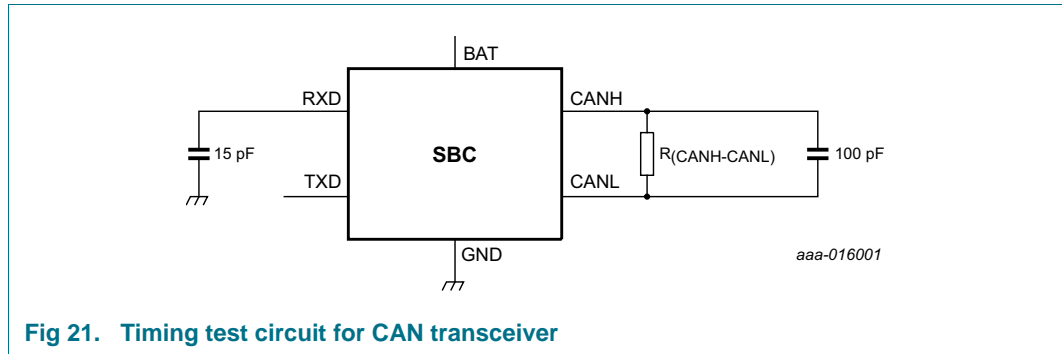 BAT
RXD
CANH
15 pF
SBC
R(CANH-CANL)
100 pF
TXD
CANL
GND
aaa-016001
Fig 21. Timing test circuit for CAN transceiver